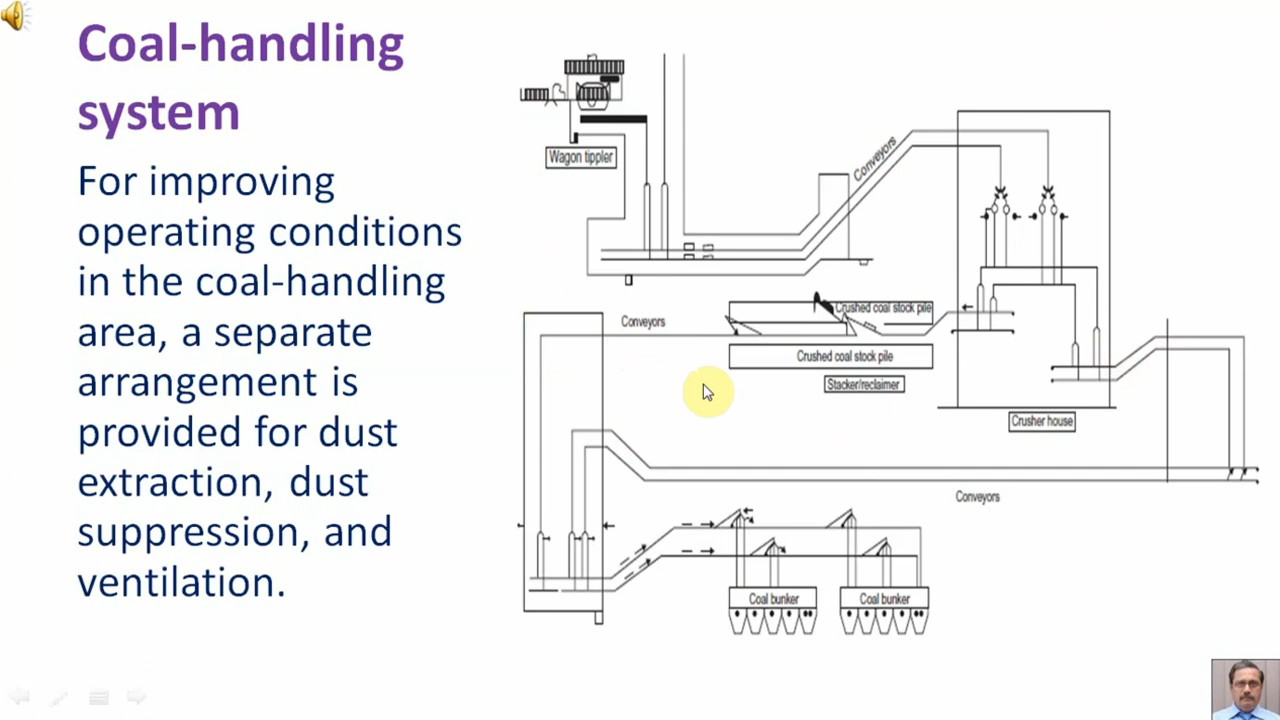 Coal-handling
system
For improving
operating conditions
in the coal-handling
area, a separate
arrangement is
provided for dust
extraction, dust
suppression, and
ventilation.
Wagon tippler
Conveyors
Crushed coal stock pile
Conveyors
Crushed coal stock pile
Stacker/reclaimer
Crusher house
Conveyors
Coal bunker
Coal bunker